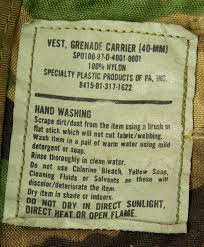 VEST, GRENADE CARRIER (40-MM)
SPO100-97-D-4001-0001
100% NYLON
SPECIALTY PLASTIC PRODUCTS OF PA, INC.
8415-01-317-1622
HAND WASHING
Scrape dirt/dust from the item using a brush or
flat stick which will not cut fabric/webbing.
Wash item in a pail of warm water using mild
detergent or soap.
Rinse thoroughly in clean water.
Do not use Chlorine Bleach, Yellow Soap,
Cleaning Fluids or Solvents as these will
discolor/deteriorate the item.
Dry item in shade or indoors.
DO NOT DRY IN DIRECT SUNLIGHT,
DIRECT HEAT OR OPEN FLAME.